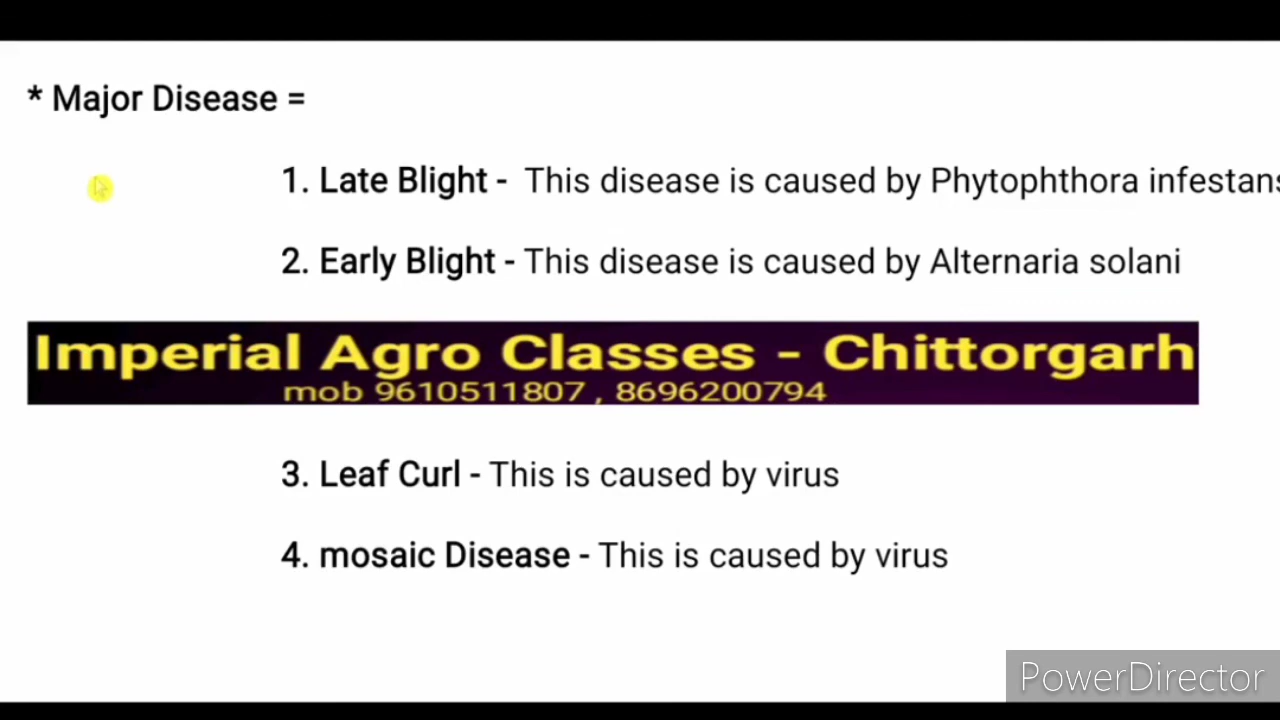 * Major Disease =
1. Late Blight - This disease is caused by Phytophthora infestans
2. Early Blight - This disease is caused by Alternaria solani
Imperial Agro Classes - Chittorgarh
mob 9610511807 , 8696200794
3. Leaf Curl - This is caused by virus
4. mosaic Disease - This is caused by virus
PowerDirector